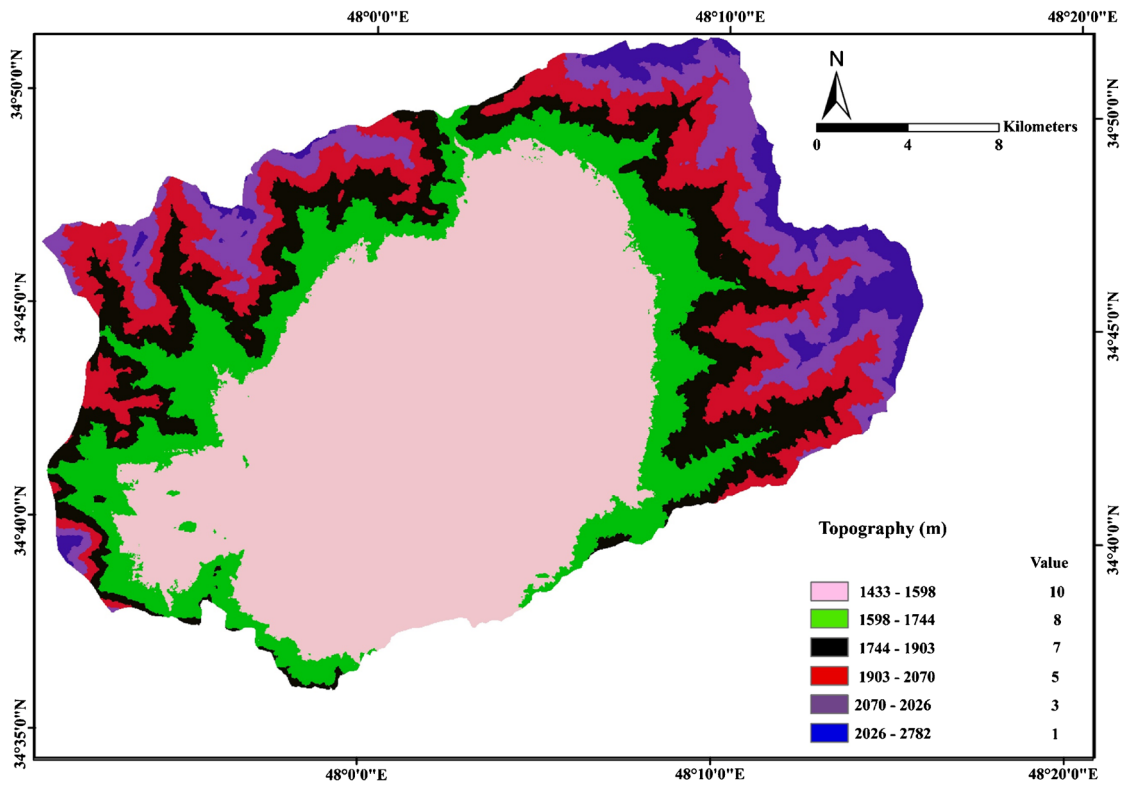 48°0'0"E 48°10'0"E 48°20'0"E
34°50'0"N
34°45'0"N
34°40'0"N
34°35'0"N
N
Kilometers
0 4 8
34°50'0"N
34°45'0"N
34°40'0"N
Topography (m)
Value
1433 - 1598 10
1598 - 1744 8
1744 - 1903 7
1903 - 2070 5
2070 - 2026 3
2026 - 2782 1
48°0'0"E 48°10'0"E 48°20'0"E